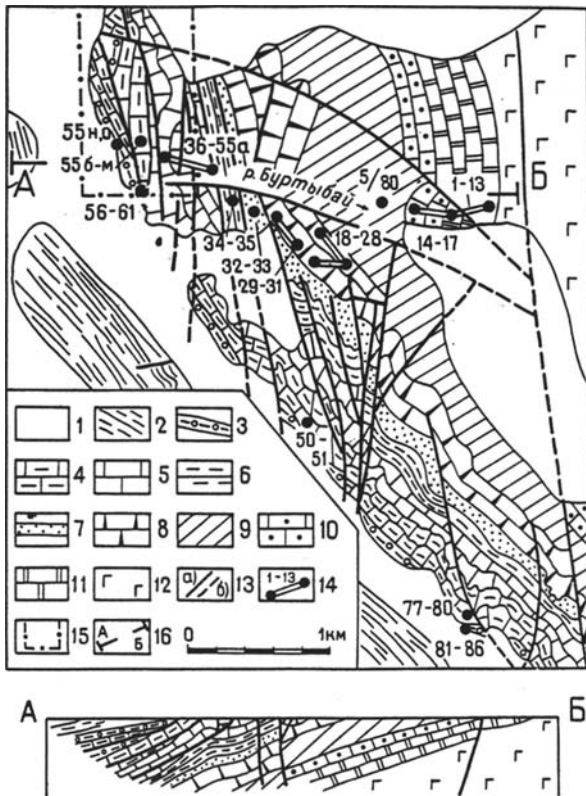 55н,о
36-55а
55б-м
А
р. Буртыбай
5/80
1-13
Б
56-61
34-35
18-28
14-17
32-33
29-31
50-
51
1
2
3
4
5
6
7
8
9
10
11
12
а)
б)
13
1-13
14
15
А
Б
16
0
1км
77-80
81-86
А
Б